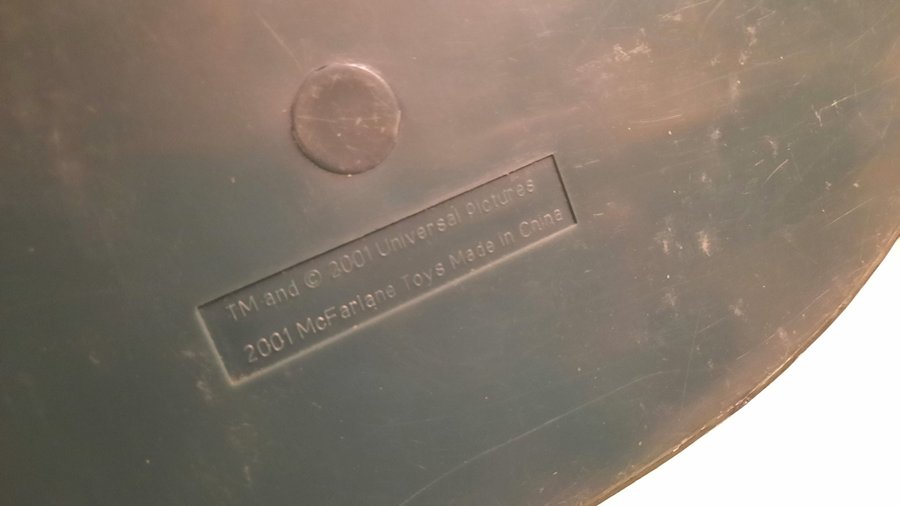 TM and © 2001 Universal Pictures
2001 McFarlane Toys Made in China